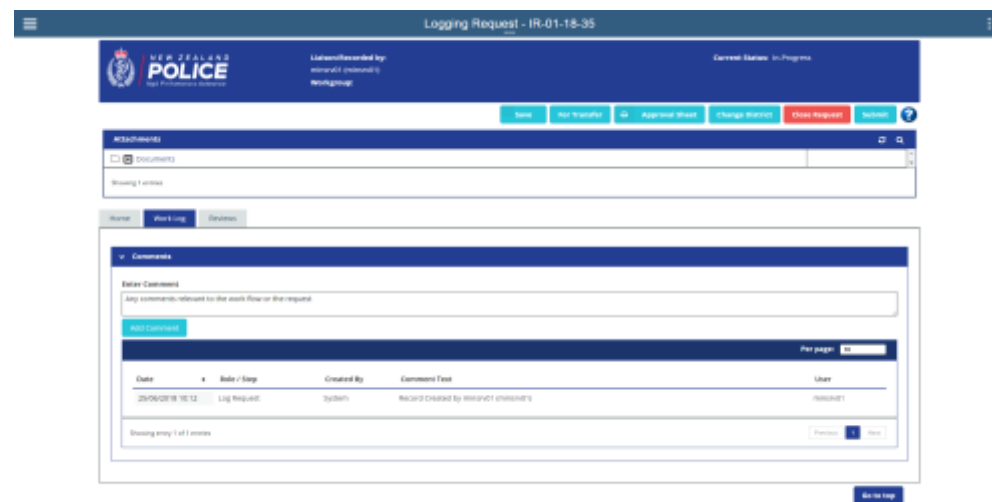 Logging Request - IR-01-18-35
NEW ZEALAND
POLICE
Liaison/Recorded by:
Workgroup:
Current Status: In Progress
Save
For Transfer
Approval Sheet
Change District
Close Request
Submit
?
Attachments
Documents
Showing 1 entries
Home
Work Log
Reviews
Comments
Enter Comment
Any comments relevant to the work flow or the request
Add Comment
Per page: 10
Date Role / Step Created By Comment Text User
Log Request System Record Created by
Showing entry 1 of 1 entries
Previous 1 Next
Go to top